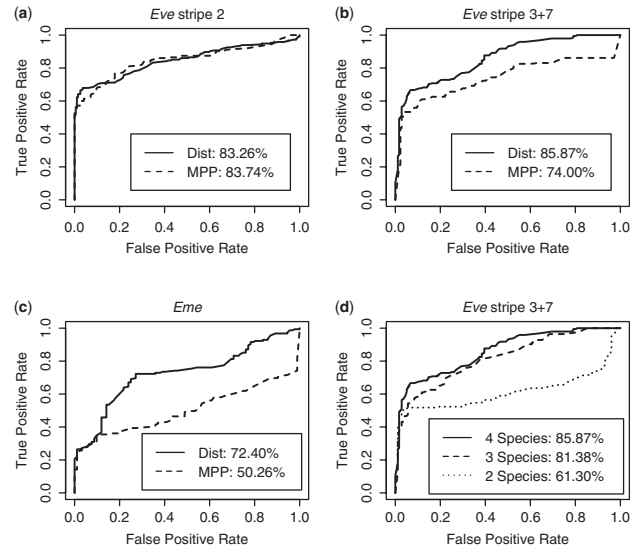 (a)
Eve stripe 2
True Positive Rate
0.0 0.2 0.4 0.6 0.8 1.0
Dist: 83.26%
MPP: 83.74%
0.0 0.2 0.4 0.6 0.8 1.0
False Positive Rate
(b)
Eve stripe 3+7
True Positive Rate
0.0 0.2 0.4 0.6 0.8 1.0
Dist: 85.87%
MPP: 74.00%
0.0 0.2 0.4 0.6 0.8 1.0
False Positive Rate
(c)
Eme
True Positive Rate
0.0 0.2 0.4 0.6 0.8 1.0
Dist: 72.40%
MPP: 50.26%
0.0 0.2 0.4 0.6 0.8 1.0
False Positive Rate
(d)
Eve stripe 3+7
True Positive Rate
0.0 0.2 0.4 0.6 0.8 1.0
4 Species: 85.87%
3 Species: 81.38%
2 Species: 61.30%
0.0 0.2 0.4 0.6 0.8 1.0
False Positive Rate